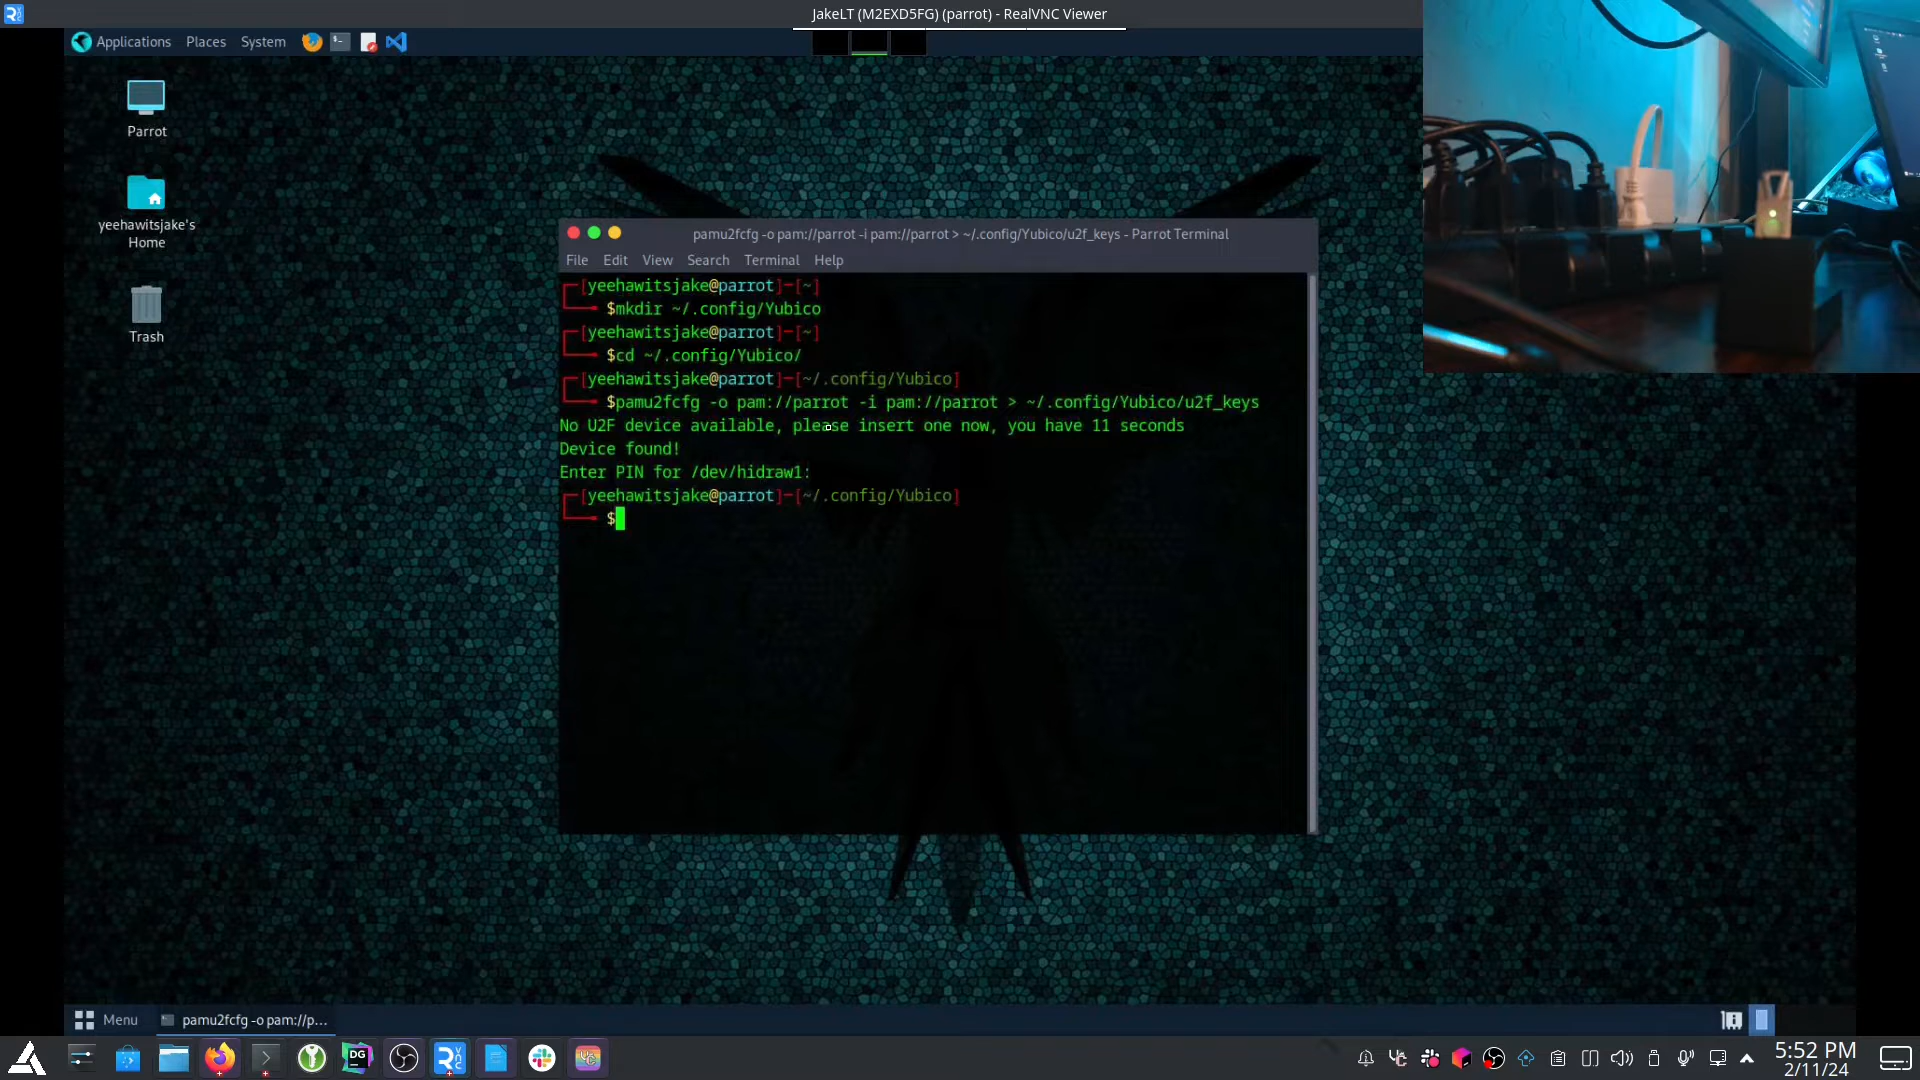 JakeLT (M2EXD5FG) (parrot) - RealVNC Viewer
Applications Places System
Parrot
yeehawitsjake's
Home
Trash
pamu2fcfg -o pam://parrot -i pam://parrot > ~/.config/Yubico/u2f_keys - Parrot Terminal
File Edit View Search Terminal Help
┌─[yeehawitsjake@parrot]─[~]
└──╼ $mkdir ~/.config/Yubico
┌─[yeehawitsjake@parrot]─[~]
└──╼ $cd ~/.config/Yubico/
┌─[yeehawitsjake@parrot]─[~/.config/Yubico]
└──╼ $pamu2fcfg -o pam://parrot -i pam://parrot > ~/.config/Yubico/u2f_keys
No U2F device available, please insert one now, you have 11 seconds
Device found!
Enter PIN for /dev/hidraw1:
┌─[yeehawitsjake@parrot]─[~/.config/Yubico]
└──╼ $
Menu pamu2fcfg -o pam://p...
DG
5:52 PM
2/11/24